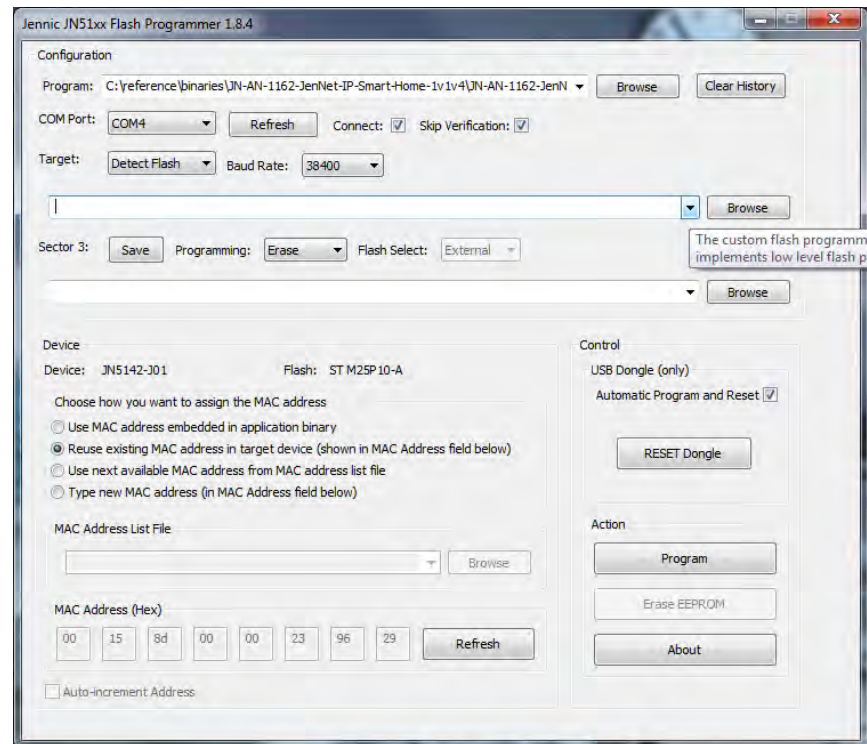 Jennic JN51xx Flash Programmer 1.8.4
Configuration
Program: C:\reference\binaries\JN-AN-1162-JenNet-IP-Smart-Home-1v1v4\JN-AN-1162-JenN Browse Clear History
COM Port: COM4 Refresh Connect: Skip Verification:
Target: Detect Flash Baud Rate: 38400
Browse
The custom flash programm
implements low level flash p
Sector 3: Save Programming: Erase Flash Select: External
Browse
Device
Device: JN5142-J01 Flash: ST M25P10-A
Choose how you want to assign the MAC address
Use MAC address embedded in application binary
Reuse existing MAC address in target device (shown in MAC Address field below)
Use next available MAC address from MAC address list file
Type new MAC address (in MAC Address field below)
MAC Address List File
Browse
MAC Address (Hex)
00 15 8d 00 00 23 96 29 Refresh
Auto-increment Address
Control
USB Dongle (only)
Automatic Program and Reset
RESET Dongle
Action
Program
Erase EEPROM
About